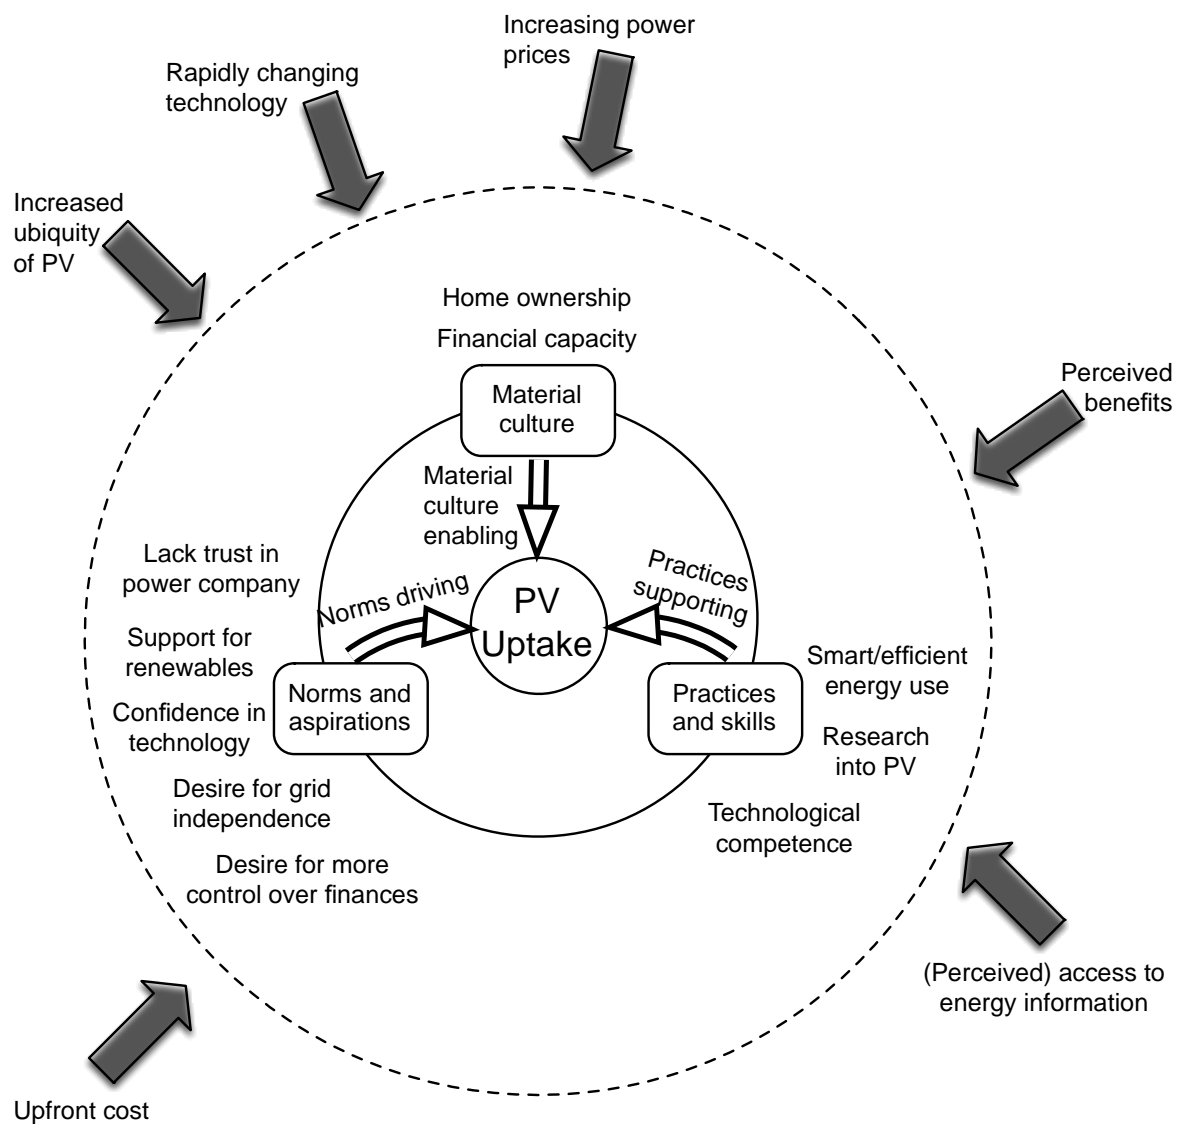 Increasing power
prices
Rapidly changing
technology
Increased
ubiquity
of PV
Home ownership
Financial capacity
Perceived
benefits
Material
culture
Material
culture
enabling
Lack trust in
power company
Norms driving
PV
Uptake
Practices
supporting
Support for
renewables
Smart/efficient
energy use
Norms and
aspirations
Practices
and skills
Confidence in
technology
Research
into PV
Desire for grid
independence
Technological
competence
Desire for more
control over finances
(Perceived) access to
energy information
Upfront cost